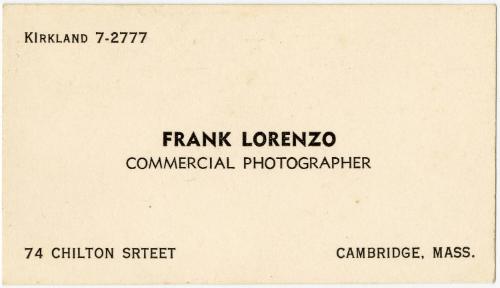 KIRKLAND 7-2777
FRANK LORENZO
COMMERCIAL PHOTOGRAPHER
74 CHILTON SRTEET
CAMBRIDGE, MASS.